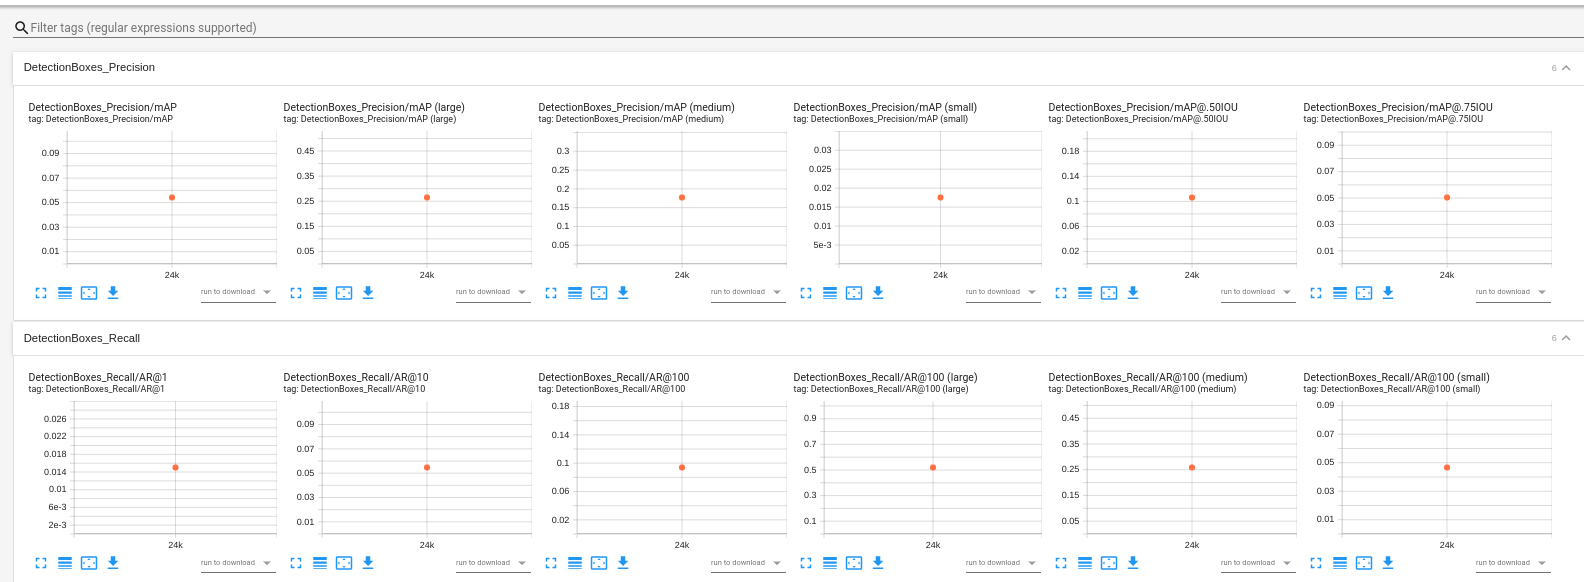 Filter tags (regular expressions supported)
DetectionBoxes_Precision
6
DetectionBoxes_Precision/mAP
tag: DetectionBoxes_Precision/mAP
0.09
0.07
0.05
0.03
0.01
24k
run to download
DetectionBoxes_Precision/mAP (large)
tag: DetectionBoxes_Precision/mAP (large)
0.45
0.35
0.25
0.15
0.05
24k
run to download
DetectionBoxes_Precision/mAP (medium)
tag: DetectionBoxes_Precision/mAP (medium)
0.3
0.25
0.2
0.15
0.1
0.05
24k
run to download
DetectionBoxes_Precision/mAP (small)
tag: DetectionBoxes_Precision/mAP (small)
0.03
0.025
0.02
0.015
0.01
5e-3
24k
run to download
DetectionBoxes_Precision/mAP@.50IOU
tag: DetectionBoxes_Precision/mAP@.50IOU
0.18
0.14
0.1
0.06
0.02
24k
run to download
DetectionBoxes_Precision/mAP@.75IOU
tag: DetectionBoxes_Precision/mAP@.75IOU
0.09
0.07
0.05
0.03
0.01
24k
run to download
DetectionBoxes_Recall
6
DetectionBoxes_Recall/AR@1
tag: DetectionBoxes_Recall/AR@1
0.026
0.022
0.018
0.014
0.01
6e-3
2e-3
24k
run to download
DetectionBoxes_Recall/AR@10
tag: DetectionBoxes_Recall/AR@10
0.09
0.07
0.05
0.03
0.01
24k
run to download
DetectionBoxes_Recall/AR@100
tag: DetectionBoxes_Recall/AR@100
0.18
0.14
0.1
0.06
0.02
24k
run to download
DetectionBoxes_Recall/AR@100 (large)
tag: DetectionBoxes_Recall/AR@100 (large)
0.9
0.7
0.5
0.3
0.1
24k
run to download
DetectionBoxes_Recall/AR@100 (medium)
tag: DetectionBoxes_Recall/AR@100 (medium)
0.45
0.35
0.25
0.15
0.05
24k
run to download
DetectionBoxes_Recall/AR@100 (small)
tag: DetectionBoxes_Recall/AR@100 (small)
0.09
0.07
0.05
0.03
0.01
24k
run to download